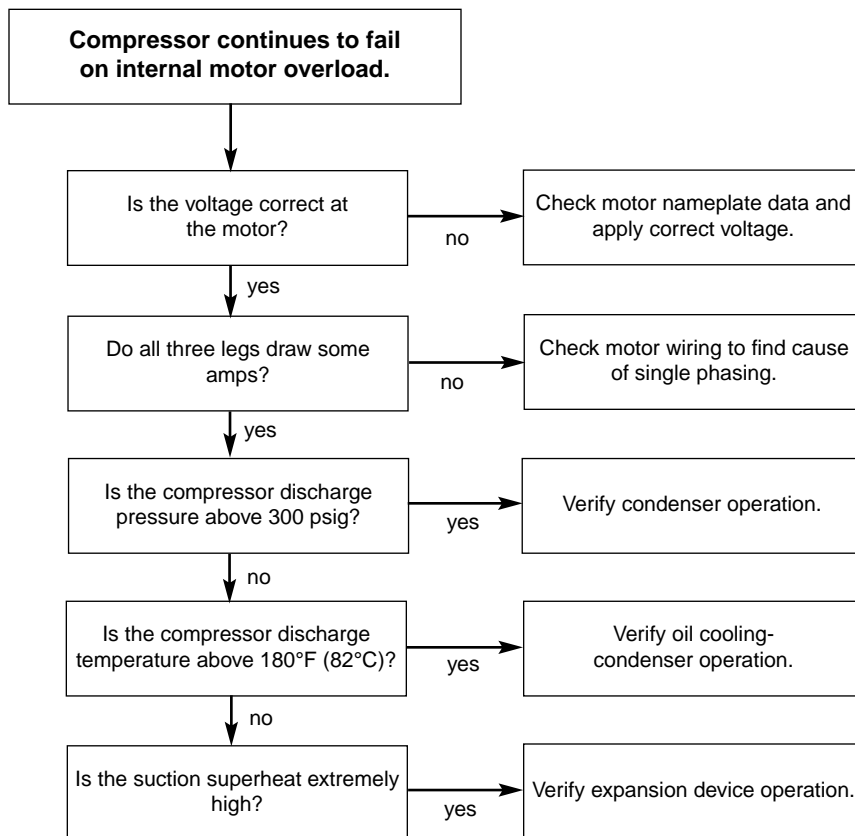 Compressor continues to fail
on internal motor overload.
Is the voltage correct at
the motor?
no
Check motor nameplate data and
apply correct voltage.
yes
Do all three legs draw some
amps?
no
Check motor wiring to find cause
of single phasing.
yes
Is the compressor discharge
pressure above 300 psig?
yes
Verify condenser operation.
no
Is the compressor discharge
temperature above 180°F (82°C)?
yes
Verify oil cooling-
condenser operation.
no
Is the suction superheat extremely
high?
yes
Verify expansion device operation.